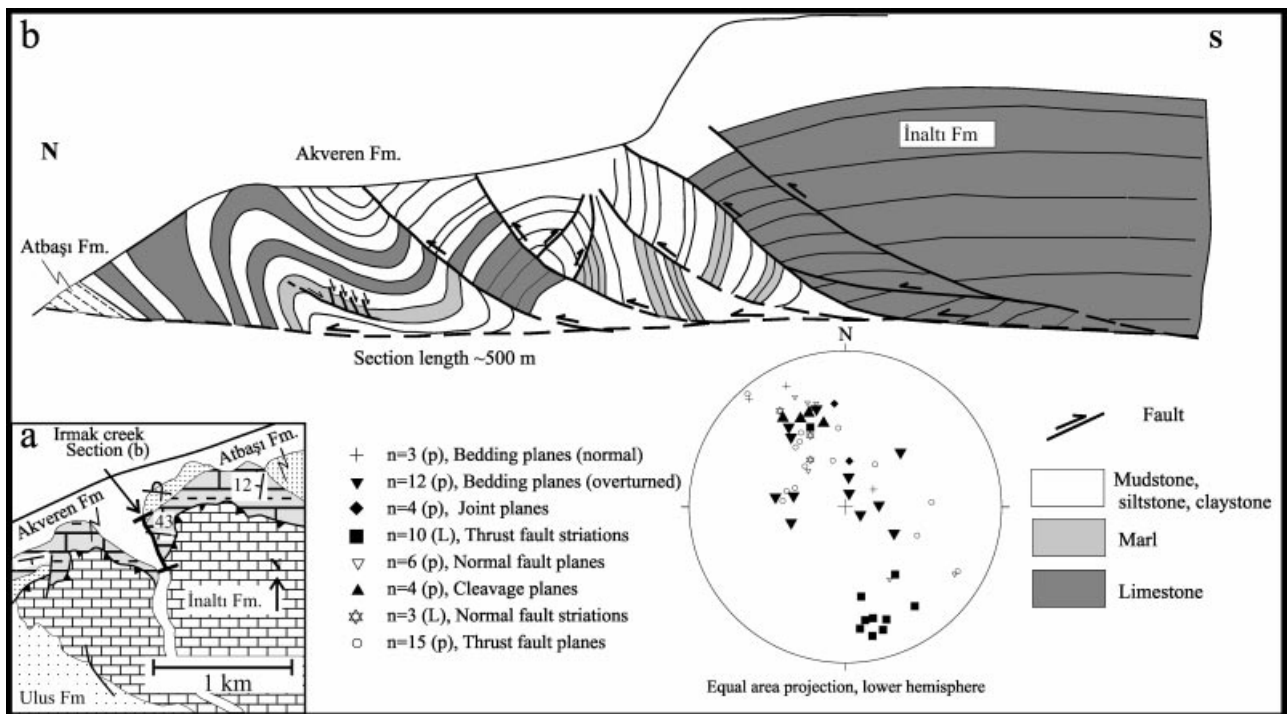 b
S
İnaltı Fm
N
Akveren Fm.
Atbaşı Fm.
Section length ~500 m
a
Irmak creek
Section (b)
Atbaşı Fm.
12
Akveren Fm
43
İnaltı Fm.
1 km
Ulus Fm
n=3 (p), Bedding planes (normal)
n=12 (p), Bedding planes (overturned)
n=4 (p), Joint planes
n=10 (L), Thrust fault striations
n=6 (p), Normal fault planes
n=4 (p), Cleavage planes
n=3 (L), Normal fault striations
n=15 (p), Thrust fault planes
N
Equal area projection, lower hemisphere
Fault
Mudstone,
siltstone, claystone
Marl
Limestone